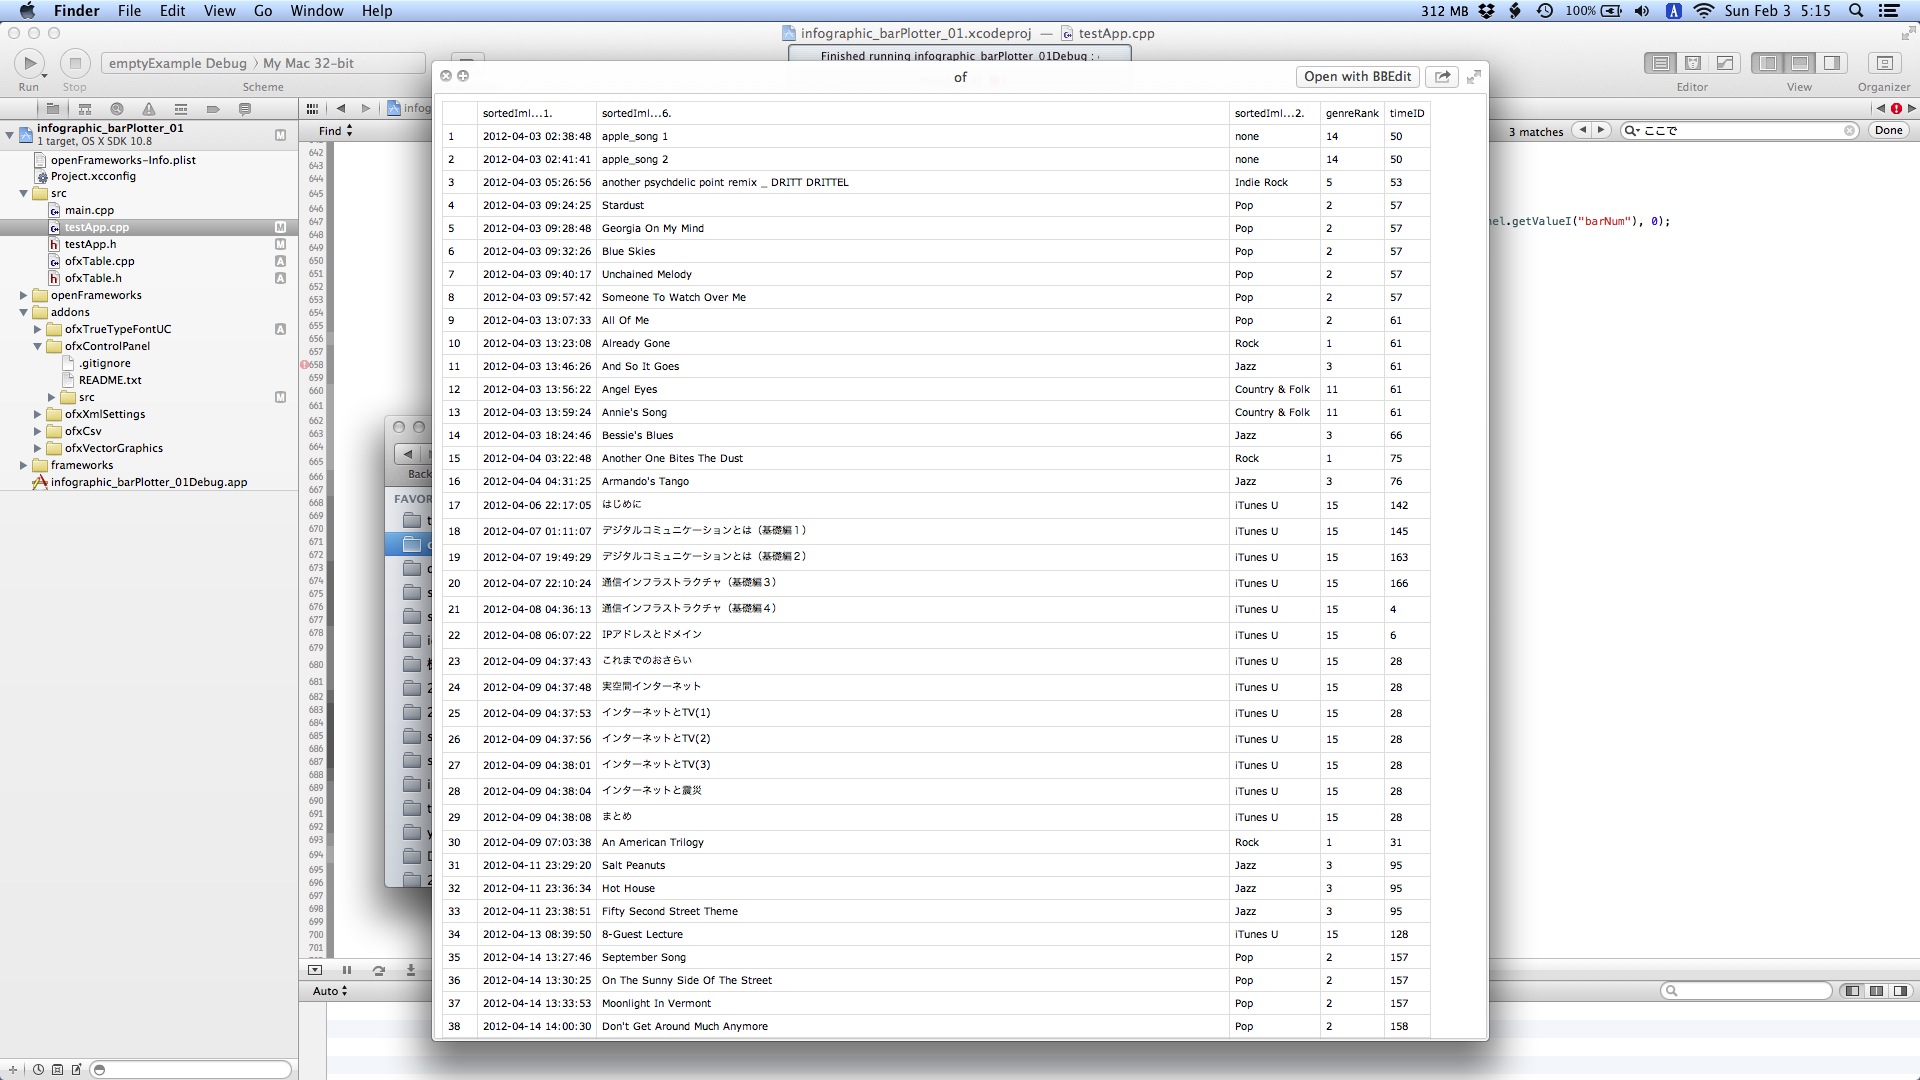 Finder File Edit View Go Window Help
312 MB 100% Sun Feb 3 5:15
infographic_barPlotter_01.xcodeproj — testApp.cpp
emptyExample Debug My Mac 32-bit
Finished running infographic_barPlotter_01Debug :
Run Stop Scheme Editor View Organizer
of Open with BBEdit
infographic_barPlotter_01 M
1 target, OS X SDK 10.8
openFrameworks-Info.plist
Project.xcconfig
src
main.cpp
testApp.cpp M
testApp.h M
ofxTable.cpp A
ofxTable.h A
openFrameworks
addons
ofxTrueTypeFontUC A
ofxControlPanel
.gitignore
README.txt
src M
ofxXmlSettings
ofxCsv
ofxVectorGraphics
frameworks
infographic_barPlotter_01Debug.app
infog
Find
3 matches ここで Done
nel.getValueI("barNum"), 0);
Back
FAVOR
sortedIml...1. sortedIml...6. sortedIml...2. genreRank timeID
1 2012-04-03 02:38:48 apple_song 1 none 14 50
2 2012-04-03 02:41:41 apple_song 2 none 14 50
3 2012-04-03 05:26:56 another psychdelic point remix _ DRITT DRITTEL Indie Rock 5 53
4 2012-04-03 09:24:25 Stardust Pop 2 57
5 2012-04-03 09:28:48 Georgia On My Mind Pop 2 57
6 2012-04-03 09:32:26 Blue Skies Pop 2 57
7 2012-04-03 09:40:17 Unchained Melody Pop 2 57
8 2012-04-03 09:57:42 Someone To Watch Over Me Pop 2 57
9 2012-04-03 13:07:33 All Of Me Pop 2 61
10 2012-04-03 13:23:08 Already Gone Rock 1 61
11 2012-04-03 13:46:26 And So It Goes Jazz 3 61
12 2012-04-03 13:56:22 Angel Eyes Country & Folk 11 61
13 2012-04-03 13:59:24 Annie's Song Country & Folk 11 61
14 2012-04-03 18:24:46 Bessie's Blues Jazz 3 66
15 2012-04-04 03:22:48 Another One Bites The Dust Rock 1 75
16 2012-04-04 04:31:25 Armando's Tango Jazz 3 76
17 2012-04-06 22:17:05 はじめに iTunes U 15 142
18 2012-04-07 01:11:07 デジタルコミュニケーションとは（基礎編１） iTunes U 15 145
19 2012-04-07 19:49:29 デジタルコミュニケーションとは（基礎編２） iTunes U 15 163
20 2012-04-07 22:10:24 通信インフラストラクチャ（基礎編３） iTunes U 15 166
21 2012-04-08 04:36:13 通信インフラストラクチャ（基礎編４） iTunes U 15 4
22 2012-04-08 06:07:22 IPアドレスとドメイン iTunes U 15 6
23 2012-04-09 04:37:43 これまでのおさらい iTunes U 15 28
24 2012-04-09 04:37:48 実空間インターネット iTunes U 15 28
25 2012-04-09 04:37:53 インターネットとTV(1) iTunes U 15 28
26 2012-04-09 04:37:56 インターネットとTV(2) iTunes U 15 28
27 2012-04-09 04:38:01 インターネットとTV(3) iTunes U 15 28
28 2012-04-09 04:38:04 インターネットと震災 iTunes U 15 28
29 2012-04-09 04:38:08 まとめ iTunes U 15 28
30 2012-04-09 07:03:38 An American Trilogy Rock 1 31
31 2012-04-11 23:29:20 Salt Peanuts Jazz 3 95
32 2012-04-11 23:36:34 Hot House Jazz 3 95
33 2012-04-11 23:38:51 Fifty Second Street Theme Jazz 3 95
34 2012-04-13 08:39:50 8-Guest Lecture iTunes U 15 128
35 2012-04-14 13:27:46 September Song Pop 2 157
36 2012-04-14 13:30:25 On The Sunny Side Of The Street Pop 2 157
37 2012-04-14 13:33:53 Moonlight In Vermont Pop 2 157
38 2012-04-14 14:00:30 Don't Get Around Much Anymore Pop 2 158
Auto